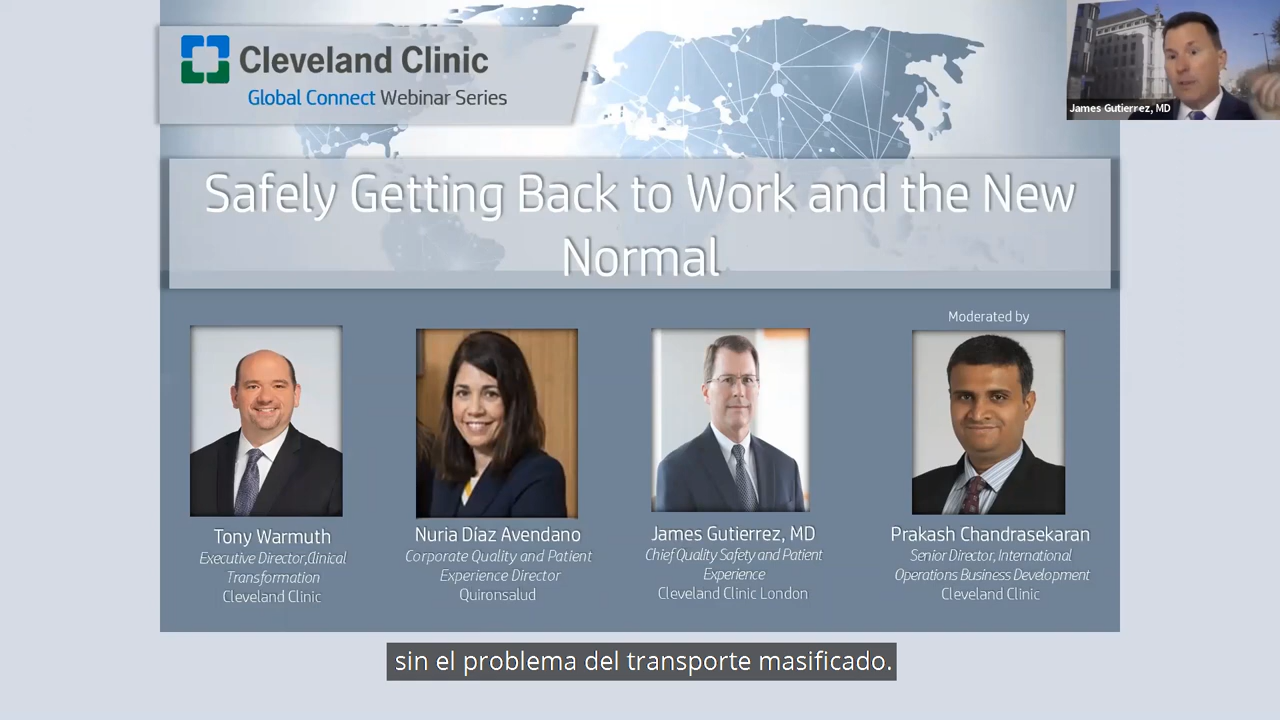 Cleveland Clinic
Global Connect Webinar Series
James Gutierrez, MD
Safely Getting Back to Work and the New
Normal
Moderated by
Tony Warmuth
Executive Director,Clinical
Transformation
Cleveland Clinic
Nuria Díaz Avendano
Corporate Quality and Patient
Experience Director
Quironsalud
James Gutierrez, MD
Chief Quality Safety and Patient
Experience
Cleveland Clinic London
Prakash Chandrasekaran
Senior Director, International
Operations Business Development
Cleveland Clinic
sin el problema del transporte masificado.